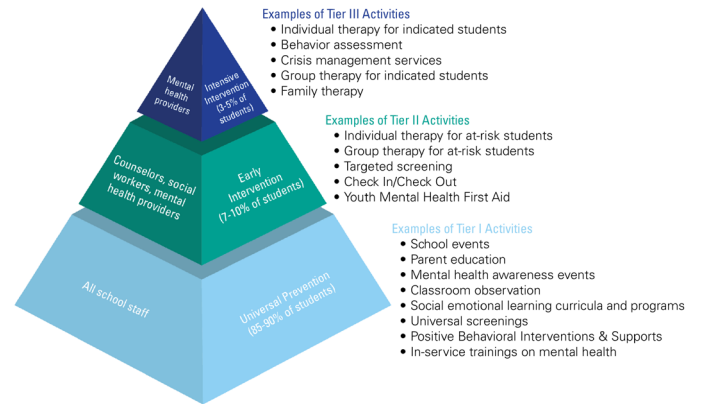 Examples of Tier III Activities
• Individual therapy for indicated students
• Behavior assessment
• Crisis management services
• Group therapy for indicated students
• Family therapy
Mental
health
providers
Intensive
Intervention
(3-5% of
students)
Examples of Tier II Activities
• Individual therapy for at-risk students
• Group therapy for at-risk students
• Targeted screening
• Check In/Check Out
• Youth Mental Health First Aid
Counselors, social
workers, mental
health providers
Early
Intervention
(7-10% of students)
Examples of Tier I Activities
• School events
• Parent education
• Mental health awareness events
• Classroom observation
• Social emotional learning curricula and programs
• Universal screenings
• Positive Behavioral Interventions & Supports
• In-service trainings on mental health
All school staff
Universal Prevention
(85-90% of students)